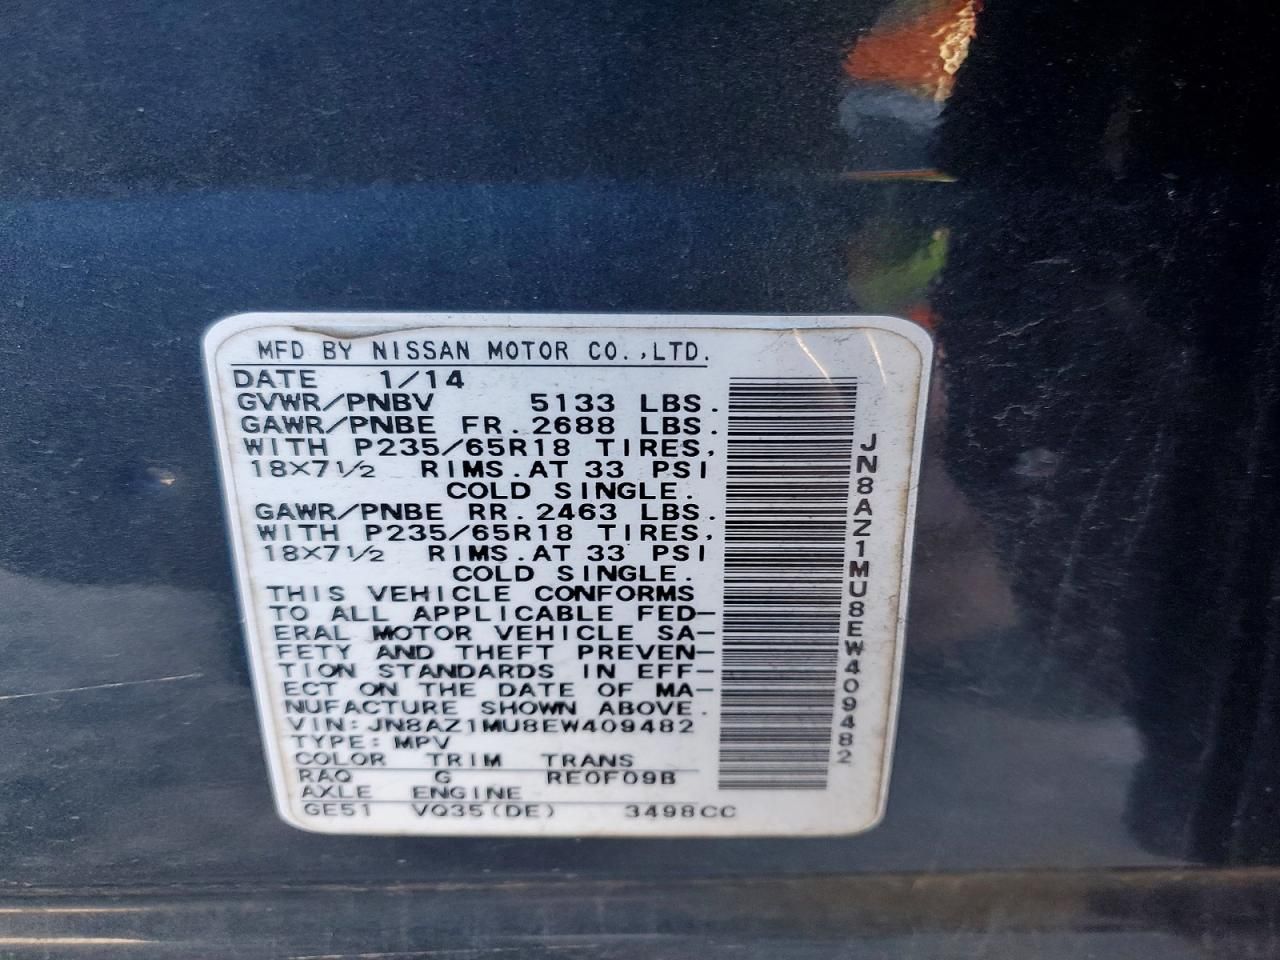 MFD BY NISSAN MOTOR CO.,LTD.
DATE 1/14
GVWR/PNBV 5133 LBS.
GAWR/PNBE FR.2688 LBS.
WITH P235/65R18 TIRES,
18X7 1/2 RIMS.AT 33 PSI
COLD SINGLE.
GAWR/PNBE RR.2463 LBS.
WITH P235/65R18 TIRES,
18X7 1/2 RIMS.AT 33 PSI
COLD SINGLE.
THIS VEHICLE CONFORMS
TO ALL APPLICABLE FED-
ERAL MOTOR VEHICLE SA-
FETY AND THEFT PREVEN-
TION STANDARDS IN EFF-
ECT ON THE DATE OF MA-
NUFACTURE SHOWN ABOVE.
VIN:JN8AZ1MU8EW409482
TYPE:MPV
COLOR TRIM TRANS
RAQ G RE0F09B
AXLE ENGINE
GE51 VQ35(DE) 3498CC
JN8AZ1MU8EW409482